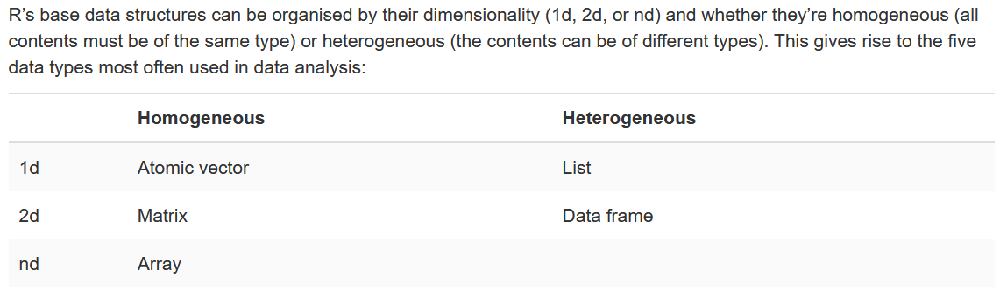 R’s base data structures can be organised by their dimensionality (1d, 2d, or nd) and whether they’re homogeneous (all
contents must be of the same type) or heterogeneous (the contents can be of different types). This gives rise to the five
data types most often used in data analysis:
Homogeneous Heterogeneous
1d Atomic vector List
2d Matrix Data frame
nd Array